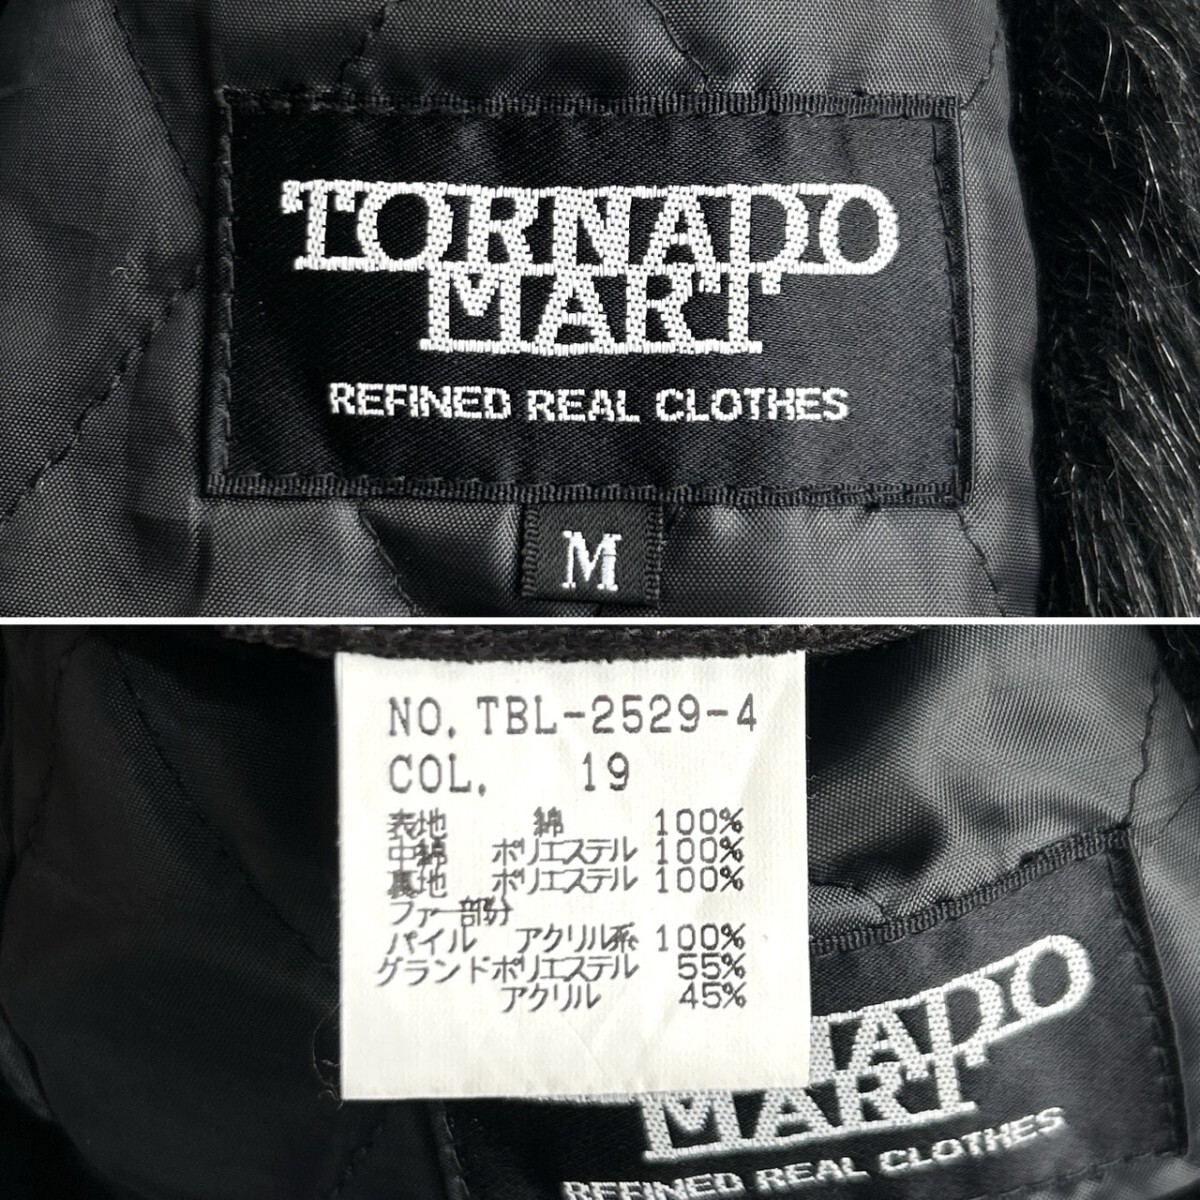 TORNADO
MART
REFINED REAL CLOTHES
M
NO. TBL-2529-4
COL. 19
表地 綿 100%
中綿 ポリエステル 100%
裏地 ポリエステル 100%
ファー部分
パイル アクリル系 100%
グランドポリエステル 55%
アクリル 45%
NADO
MART
REFINED REAL CLOTHES